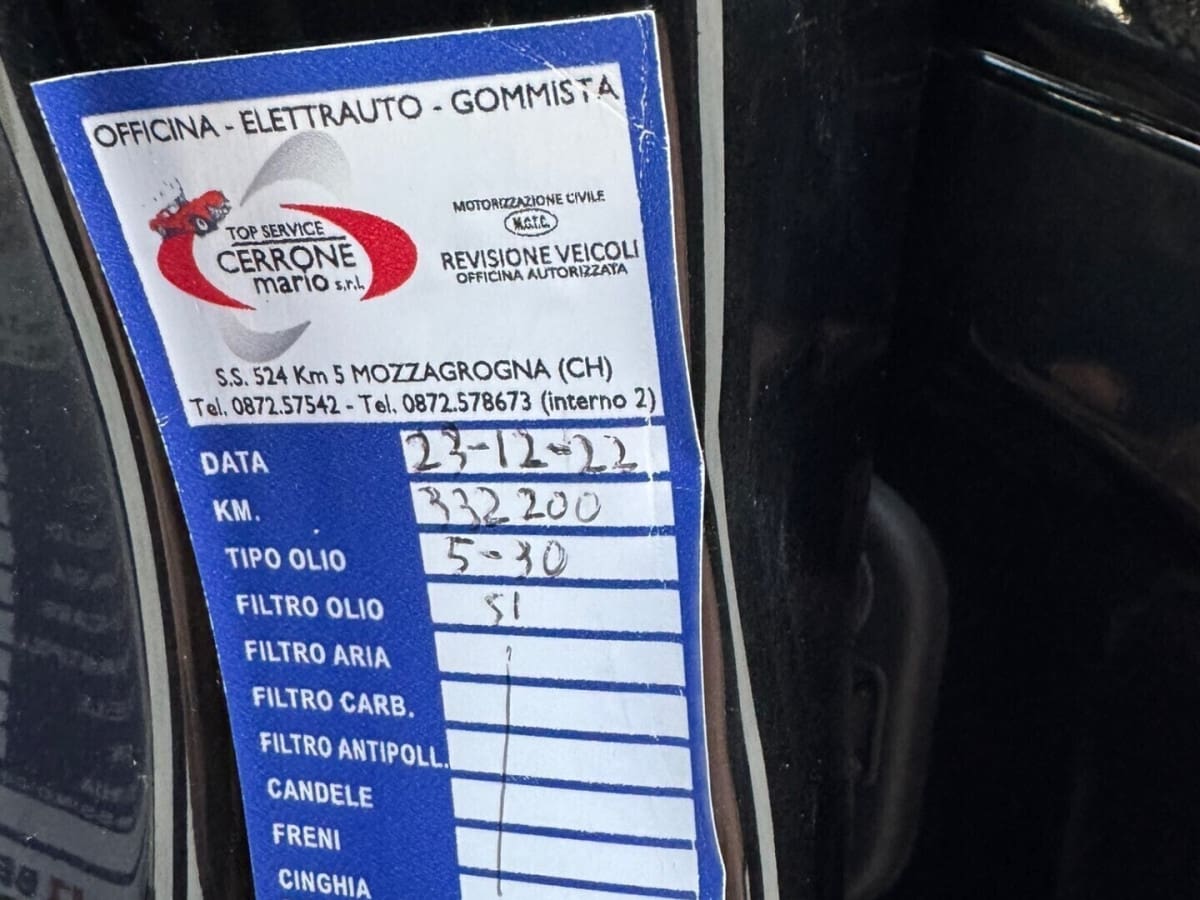 OFFICINA - ELETTRAUTO - GOMMISTA
TOP SERVICE
CERRONE
mario s.r.l.
MOTORIZZAZIONE CIVILE
M.C.T.C.
REVISIONE VEICOLI
OFFICINA AUTORIZZATA
S.S. 524 Km 5 MOZZAGROGNA (CH)
Tel. 0872.57542 - Tel. 0872.578673 (interno 2)
DATA 23-12-22
KM. 332200
TIPO OLIO 5-30
FILTRO OLIO SI
FILTRO ARIA
FILTRO CARB.
FILTRO ANTIPOLL.
CANDELE
FRENI
CINGHIA